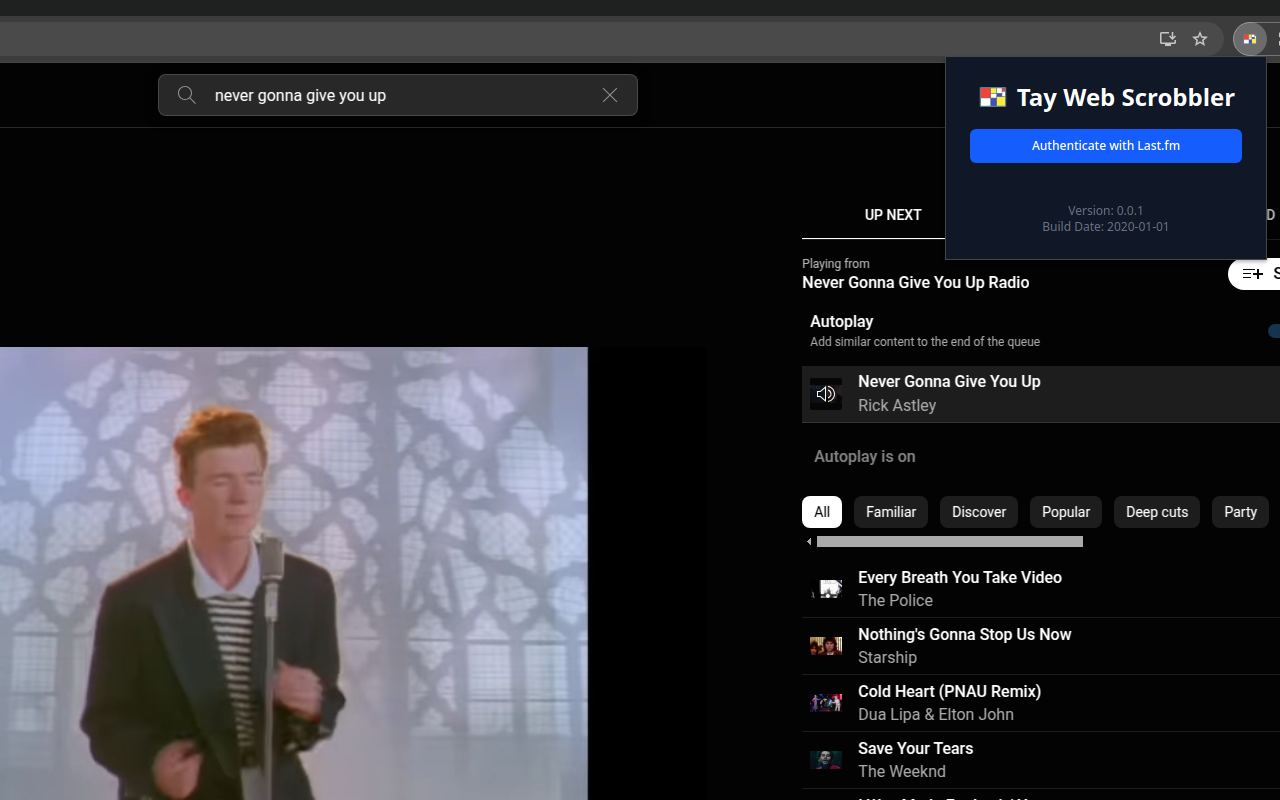 never gonna give you up
Tay Web Scrobbler
Authenticate with Last.fm
Version: 0.0.1
Build Date: 2020-01-01
UP NEXT
D
Playing from
Never Gonna Give You Up Radio
S
Autoplay
Add similar content to the end of the queue
Never Gonna Give You Up
Rick Astley
Autoplay is on
All
Familiar
Discover
Popular
Deep cuts
Party
Every Breath You Take Video
The Police
Nothing's Gonna Stop Us Now
Starship
Cold Heart (PNAU Remix)
Dua Lipa & Elton John
Save Your Tears
The Weeknd